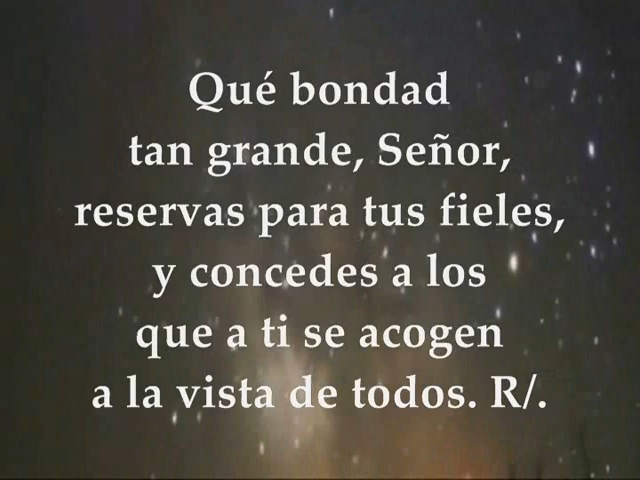 Qué bondad
tan grande, Señor,
reservas para tus fieles,
y concedes a los
que a ti se acogen
a la vista de todos. R/.